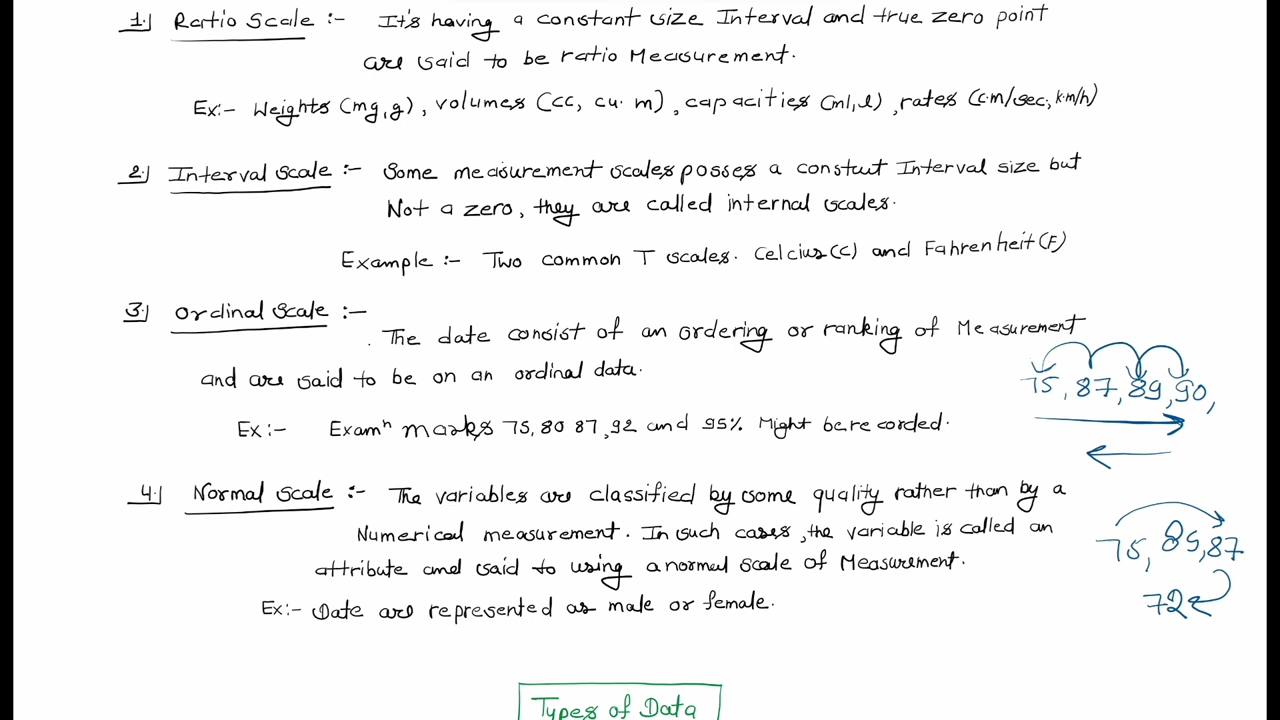 1.) Ratio Scale :- It's having a constant size Interval and true zero point
are said to be ratio Measurement.
Ex:- Weights (mg,g), volumes (cc, cu. m), capacities (ml, l), rates (c.m/sec., k.m/h)
2.) Interval Scale :- Some measurement scales posses a constant Interval size but
Not a zero, they are called internal scales.
Example :- Two common T scales. Celcius (C) and Fahrenheit (F)
3.) Ordinal Scale :-
The date consist of an ordering or ranking of Measurement
and are said to be on an ordinal data.
75, 87, 89, 90,
Ex :- Examⁿ marks 75, 80 87, 92 and 95% Might be recorded.
4.) Normal Scale :- The variables are classified by some quality rather than by a
Numerical measurement. In such cases, the variable is called an
75, 89, 87
attribute and said to using a normal scale of Measurement.
Ex:- Date are represented as male or female.
72
Types of Data